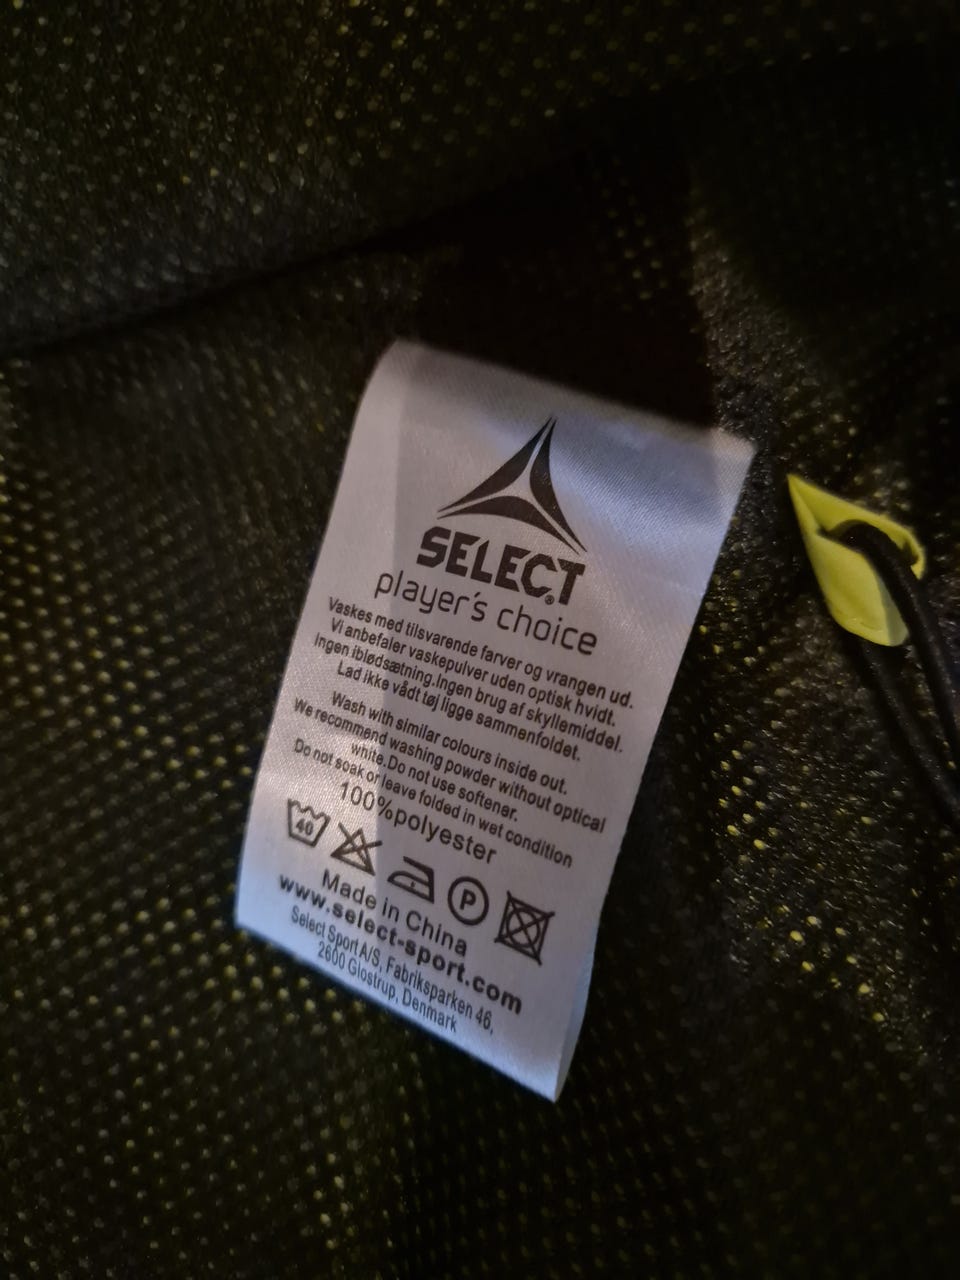 SELECT®
player's choice
Vaskes med tilsvarende farver og vrangen ud.
Vi anbefaler vaskepulver uden optisk hvidt.
Ingen iblødsætning.Ingen brug af skyllemiddel.
Lad ikke vådt tøj ligge sammenfoldet.
Wash with similar colours inside out.
We recommend washing powder without optical
white.Do not use softener.
Do not soak or leave folded in wet condition
100%polyester
40 P
Made in China
www.select-sport.com
Select Sport A/S, Fabriksparken 46,
2600 Glostrup, Denmark